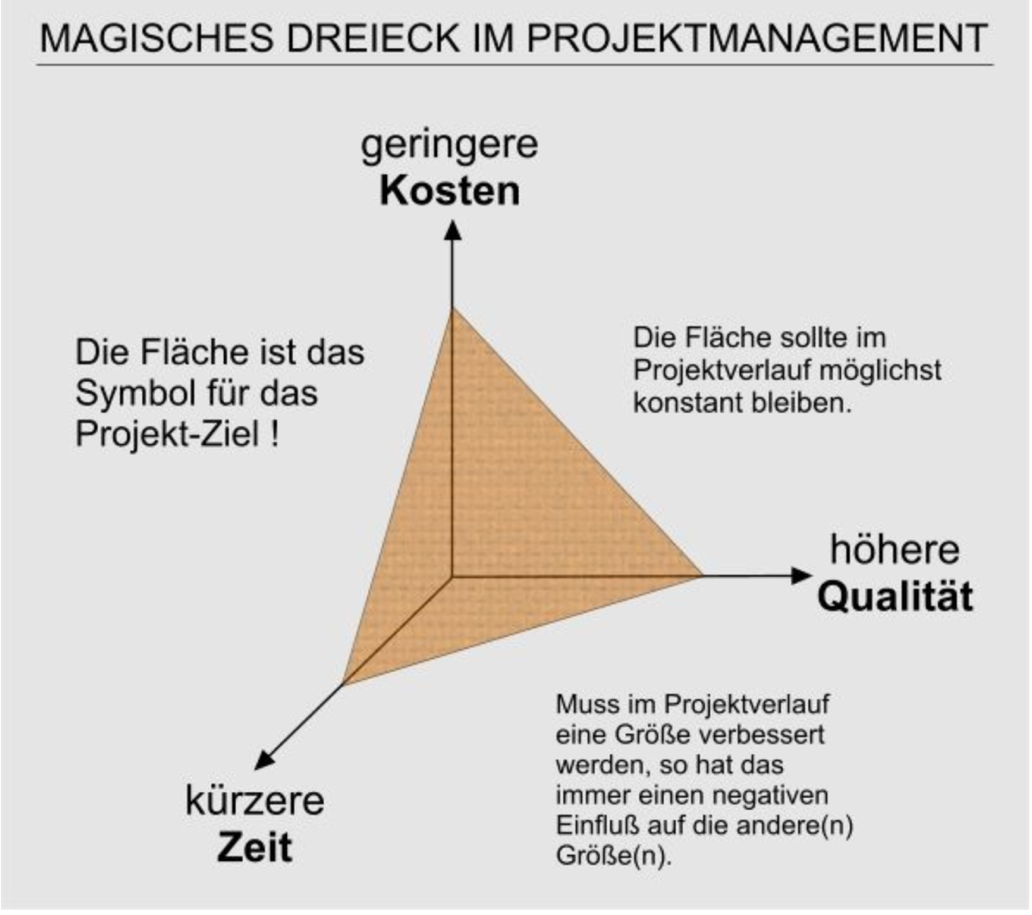 MAGISCHES DREIECK IM PROJEKTMANAGEMENT
geringere
Kosten
Die Fläche ist das
Symbol für das
Projekt-Ziel !
Die Fläche sollte im
Projektverlauf möglichst
konstant bleiben.
höhere
Qualität
kürzere
Zeit
Muss im Projektverlauf
eine Größe verbessert
werden, so hat das
immer einen negativen
Einfluß auf die andere(n)
Größe(n).